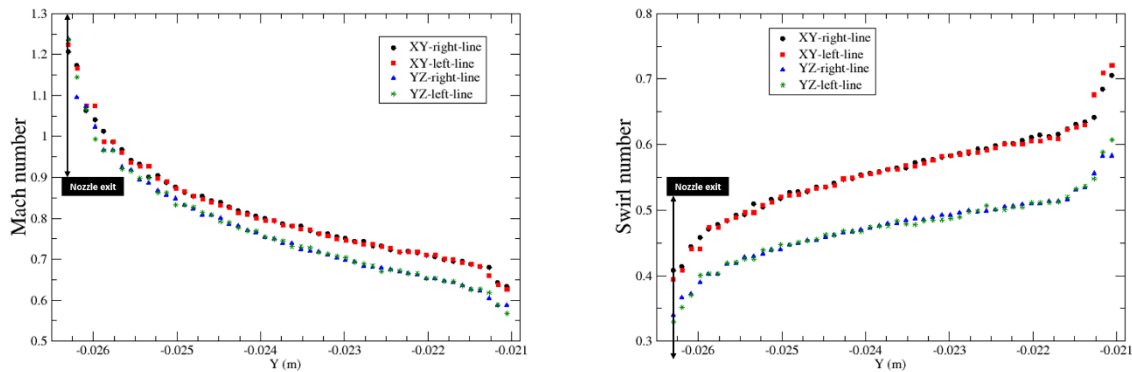 1.3
1.2
1.1
1
0.9
0.8
0.7
0.6
0.5
Mach number
XY-right-line
XY-left-line
YZ-right-line
YZ-left-line
Nozzle exit
-0.026
-0.025
-0.024
-0.023
-0.022
-0.021
Y (m)
0.8
0.7
0.6
0.5
0.4
0.3
Swirl number
XY-right-line
XY-left-line
YZ-right-line
YZ-left-line
Nozzle exit
-0.026
-0.025
-0.024
-0.023
-0.022
-0.021
Y (m)